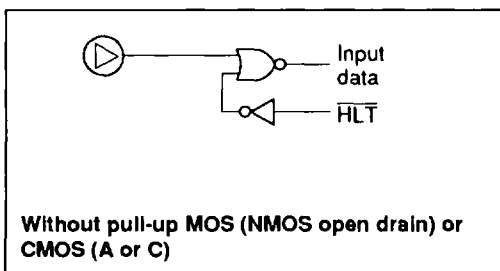 Input
data
HLT
Without pull-up MOS (NMOS open drain) or
CMOS (A or C)